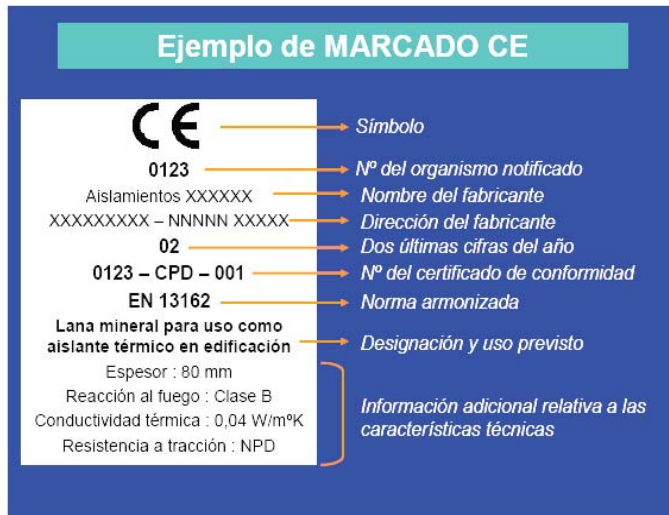 Ejemplo de MARCADO CE
CE
Símbolo
0123
Nº del organismo notificado
Aislamientos XXXXXX
Nombre del fabricante
XXXXXXXXX – NNNNN XXXXX
Dirección del fabricante
02
Dos últimas cifras del año
0123 – CPD – 001
Nº del certificado de conformidad
EN 13162
Norma armonizada
Lana mineral para uso como
aislante térmico en edificación
Designación y uso previsto
Espesor : 80 mm
Reacción al fuego : Clase B
Conductividad térmica : 0,04 W/mºK
Resistencia a tracción : NPD
Información adicional relativa a las
características técnicas